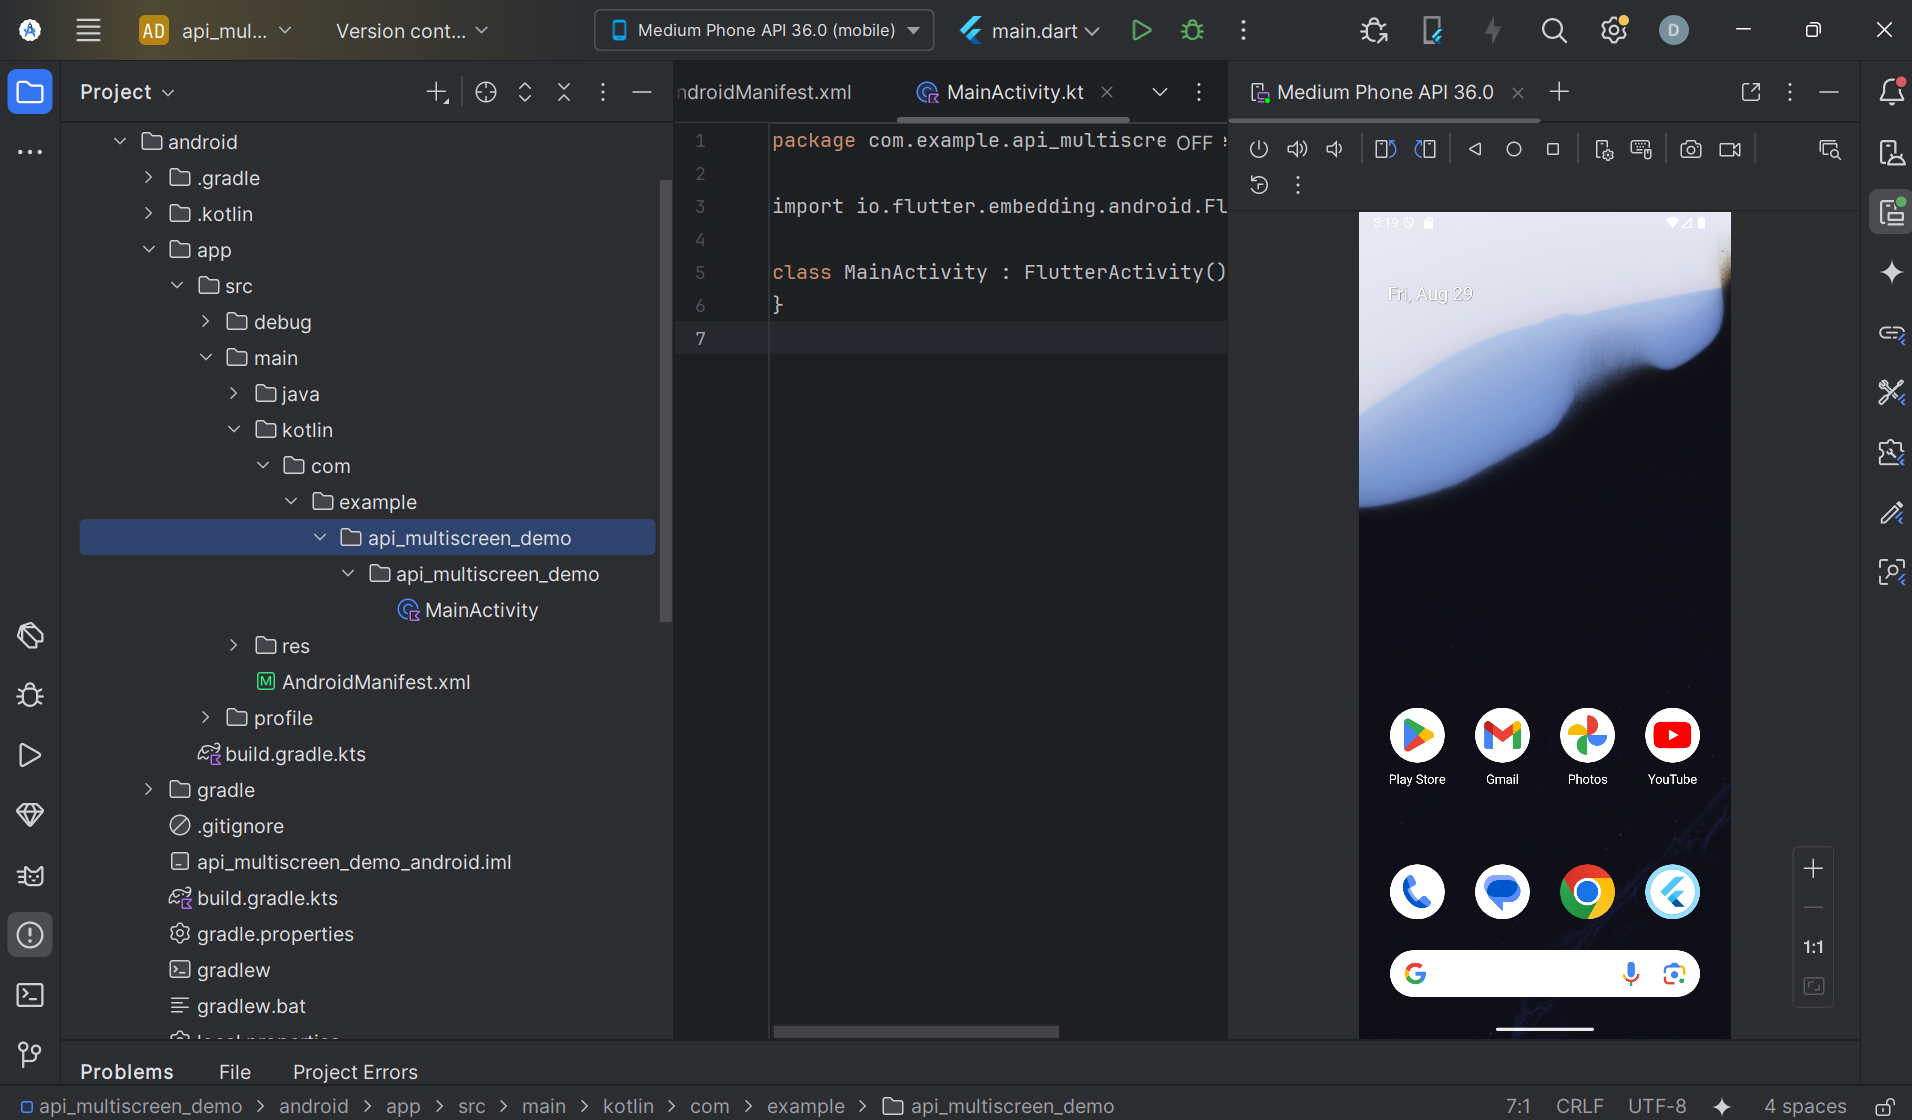 AD api_mul... Version cont... Medium Phone API 36.0 (mobile) main.dart D
Project
ndroidManifest.xml MainActivity.kt
Medium Phone API 36.0
android
.gradle
.kotlin
app
src
debug
main
java
kotlin
com
example
api_multiscreen_demo
api_multiscreen_demo
MainActivity
res
AndroidManifest.xml
profile
build.gradle.kts
gradle
.gitignore
api_multiscreen_demo_android.iml
build.gradle.kts
gradle.properties
gradlew
gradlew.bat
1 package com.example.api_multiscre OFF
2
3 import io.flutter.embedding.android.Fl
4
5 class MainActivity : FlutterActivity()
6 }
7
3:19
Fri, Aug 29
Play Store Gmail Photos YouTube
1:1
Problems File Project Errors
api_multiscreen_demo > android > app > src > main > kotlin > com > example > api_multiscreen_demo 7:1 CRLF UTF-8 4 spaces